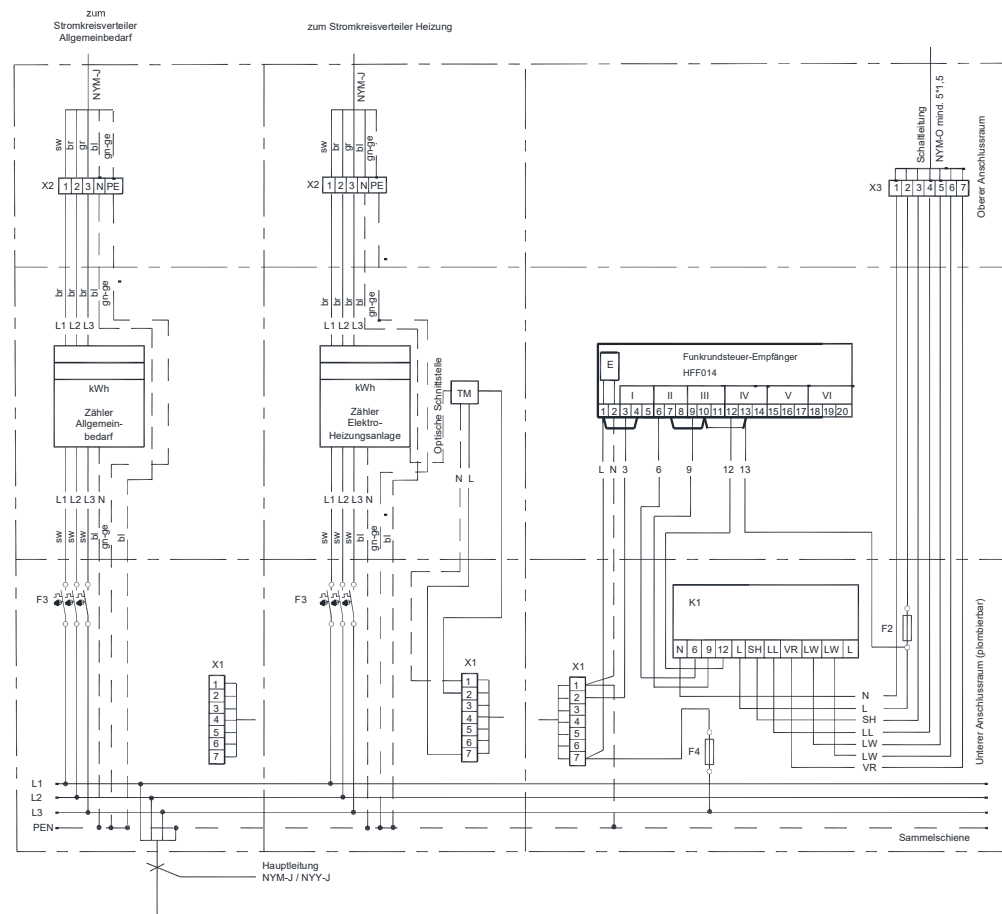 zum
Stromkreisverteiler
Allgemeinbedarf
zum Stromkreisverteiler Heizung
NYM-J
NYM-J
Schaltleitung
NYM-O mind. 5*1,5
Oberer Anschlussraum
sw br gr bl gn-ge
sw br gr bl gn-ge
X2 1 2 3 N PE
X2 1 2 3 N PE
X3 1 2 3 4 5 6 7
br br br bl gn-ge
br br br bl gn-ge
L1 L2 L3
L1 L2 L3
kWh
Zähler
Allgemein-
bedarf
kWh
Zähler
Elektro-
Heizungsanlage
Optische Schnittstelle
TM
N L
E
Funkrundsteuer-Empfänger
HFF014
I II III IV V VI
1 2 3 4 5 6 7 8 9 10 11 12 13 14 15 16 17 18 19 20
L N 3 6 9 12 13
L1 L2 L3 N
L1 L2 L3 N
sw sw sw bl gn-ge bl
sw sw sw bl gn-ge bl
F3
F3
K1
N 6 9 12 L SH LL VR LW LW L
F2
Unterer Anschlussraum (plombierbar)
X1
1
2
3
4
5
6
7
X1
1
2
3
4
5
6
7
X1
1
2
3
4
5
6
7
F4
N
L
SH
LL
LW
LW
VR
L1
L2
L3
PEN
Sammelschiene
Hauptleitung
NYM-J / NYY-J